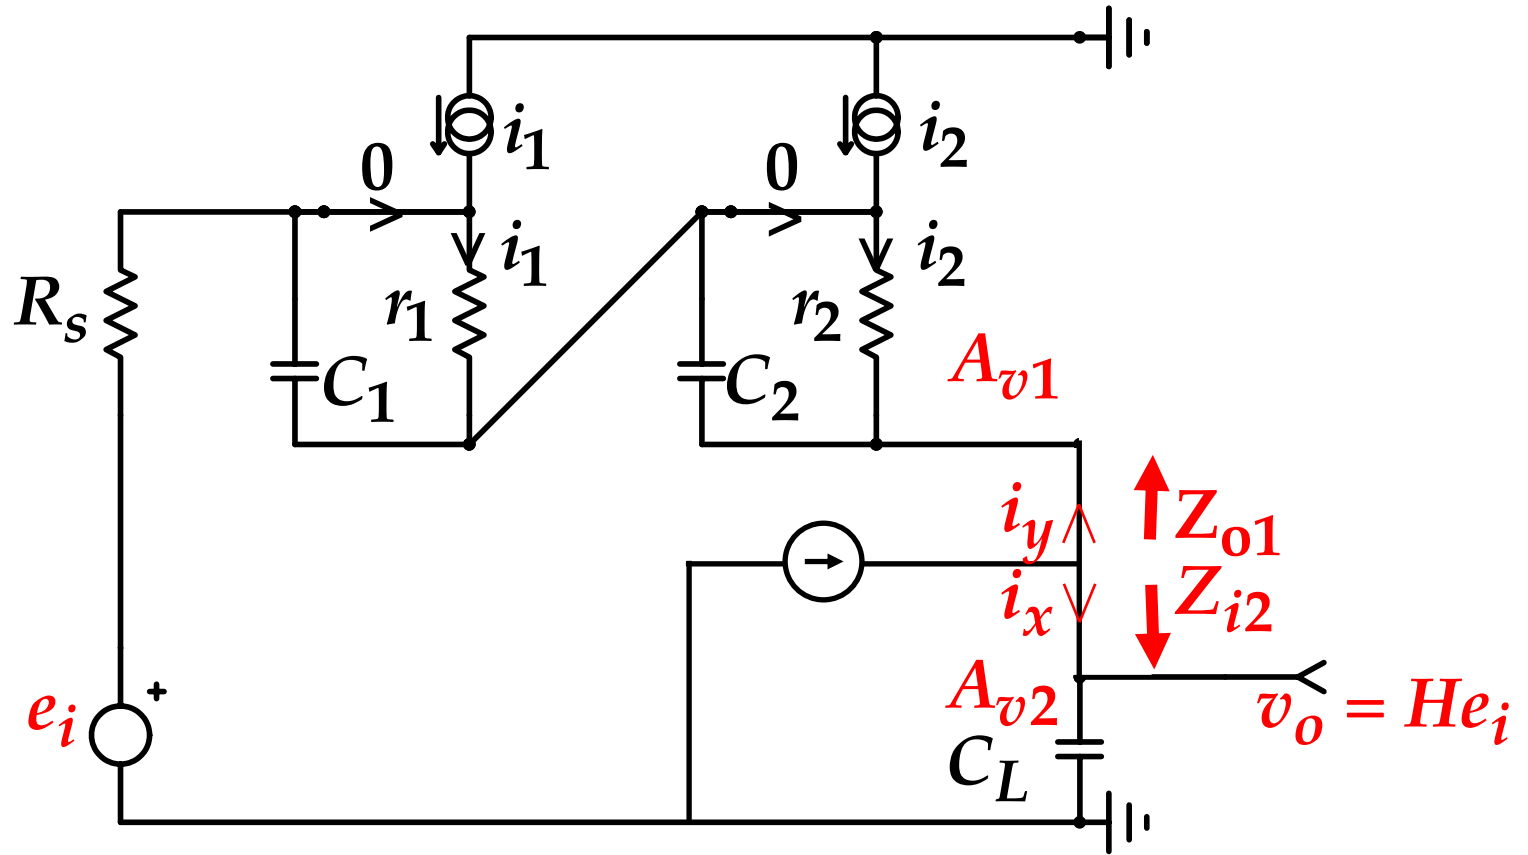 i1
i2
0
0
i1
i2
Rs
r1
r2
C1
C2
Av1
iy
Zo1
ix
Zi2
+
ei
Av2
vo = Hei
CL